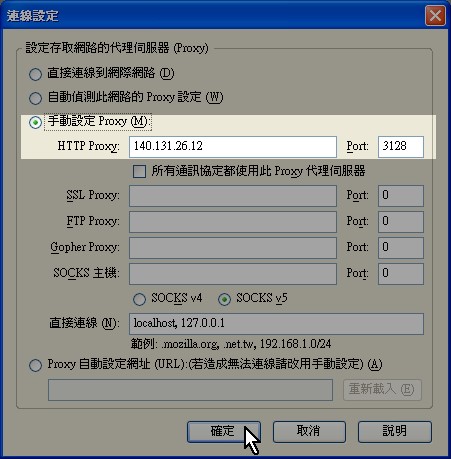 連線設定
設定存取網路的代理伺服器 (Proxy)
直接連線到網際網路 (D)
自動偵測此網路的 Proxy 設定 (W)
手動設定 Proxy (M):
HTTP Proxy: 140.131.26.12 Port: 3128
所有通訊協定都使用此 Proxy 代理伺服器
SSL Proxy: Port: 0
FTP Proxy: Port: 0
Gopher Proxy: Port: 0
SOCKS 主機: Port: 0
SOCKS v4 SOCKS v5
直接連線 (N): localhost, 127.0.0.1
範例: .mozilla.org, .net.tw, 192.168.1.0/24
Proxy 自動設定網址 (URL):(若造成無法連線請改用手動設定) (A)
重新載入 (E)
確定 取消 說明